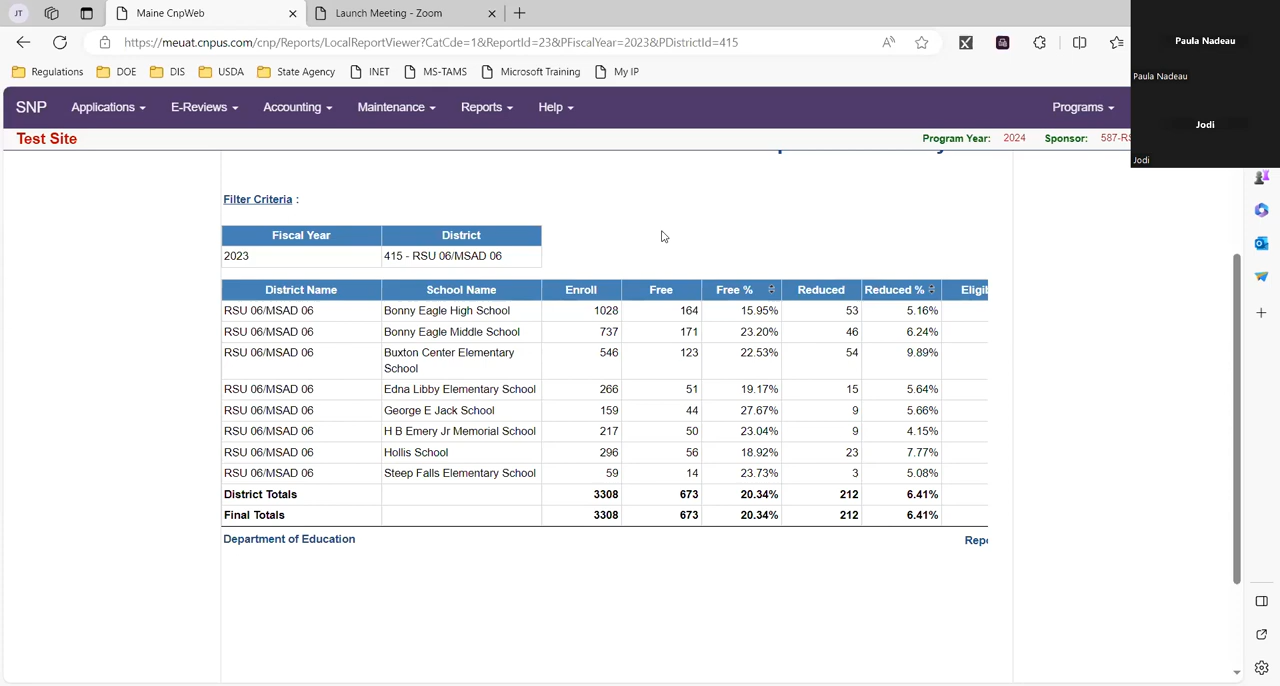 JT Maine CnpWeb Launch Meeting - Zoom
https://meuat.cnpus.com/cnp/Reports/LocalReportViewer?CatCde=1&ReportId=23&PFiscalYear=2023&PDistrictId=415
Regulations DOE DIS USDA State Agency INET MS-TAMS Microsoft Training My IP
Paula Nadeau
Paula Nadeau
Jodi
Jodi
SNP Applications E-Reviews Accounting Maintenance Reports Help Programs
Test Site Program Year: 2024 Sponsor: 587-RS
Filter Criteria :
Fiscal Year District
2023 415 - RSU 06/MSAD 06
District Name School Name Enroll Free Free % Reduced Reduced % Eligib
RSU 06/MSAD 06 Bonny Eagle High School 1028 164 15.95% 53 5.16%
RSU 06/MSAD 06 Bonny Eagle Middle School 737 171 23.20% 46 6.24%
RSU 06/MSAD 06 Buxton Center Elementary 546 123 22.53% 54 9.89%
School
RSU 06/MSAD 06 Edna Libby Elementary School 266 51 19.17% 15 5.64%
RSU 06/MSAD 06 George E Jack School 159 44 27.67% 9 5.66%
RSU 06/MSAD 06 H B Emery Jr Memorial School 217 50 23.04% 9 4.15%
RSU 06/MSAD 06 Hollis School 296 56 18.92% 23 7.77%
RSU 06/MSAD 06 Steep Falls Elementary School 59 14 23.73% 3 5.08%
District Totals 3308 673 20.34% 212 6.41%
Final Totals 3308 673 20.34% 212 6.41%
Department of Education Repo